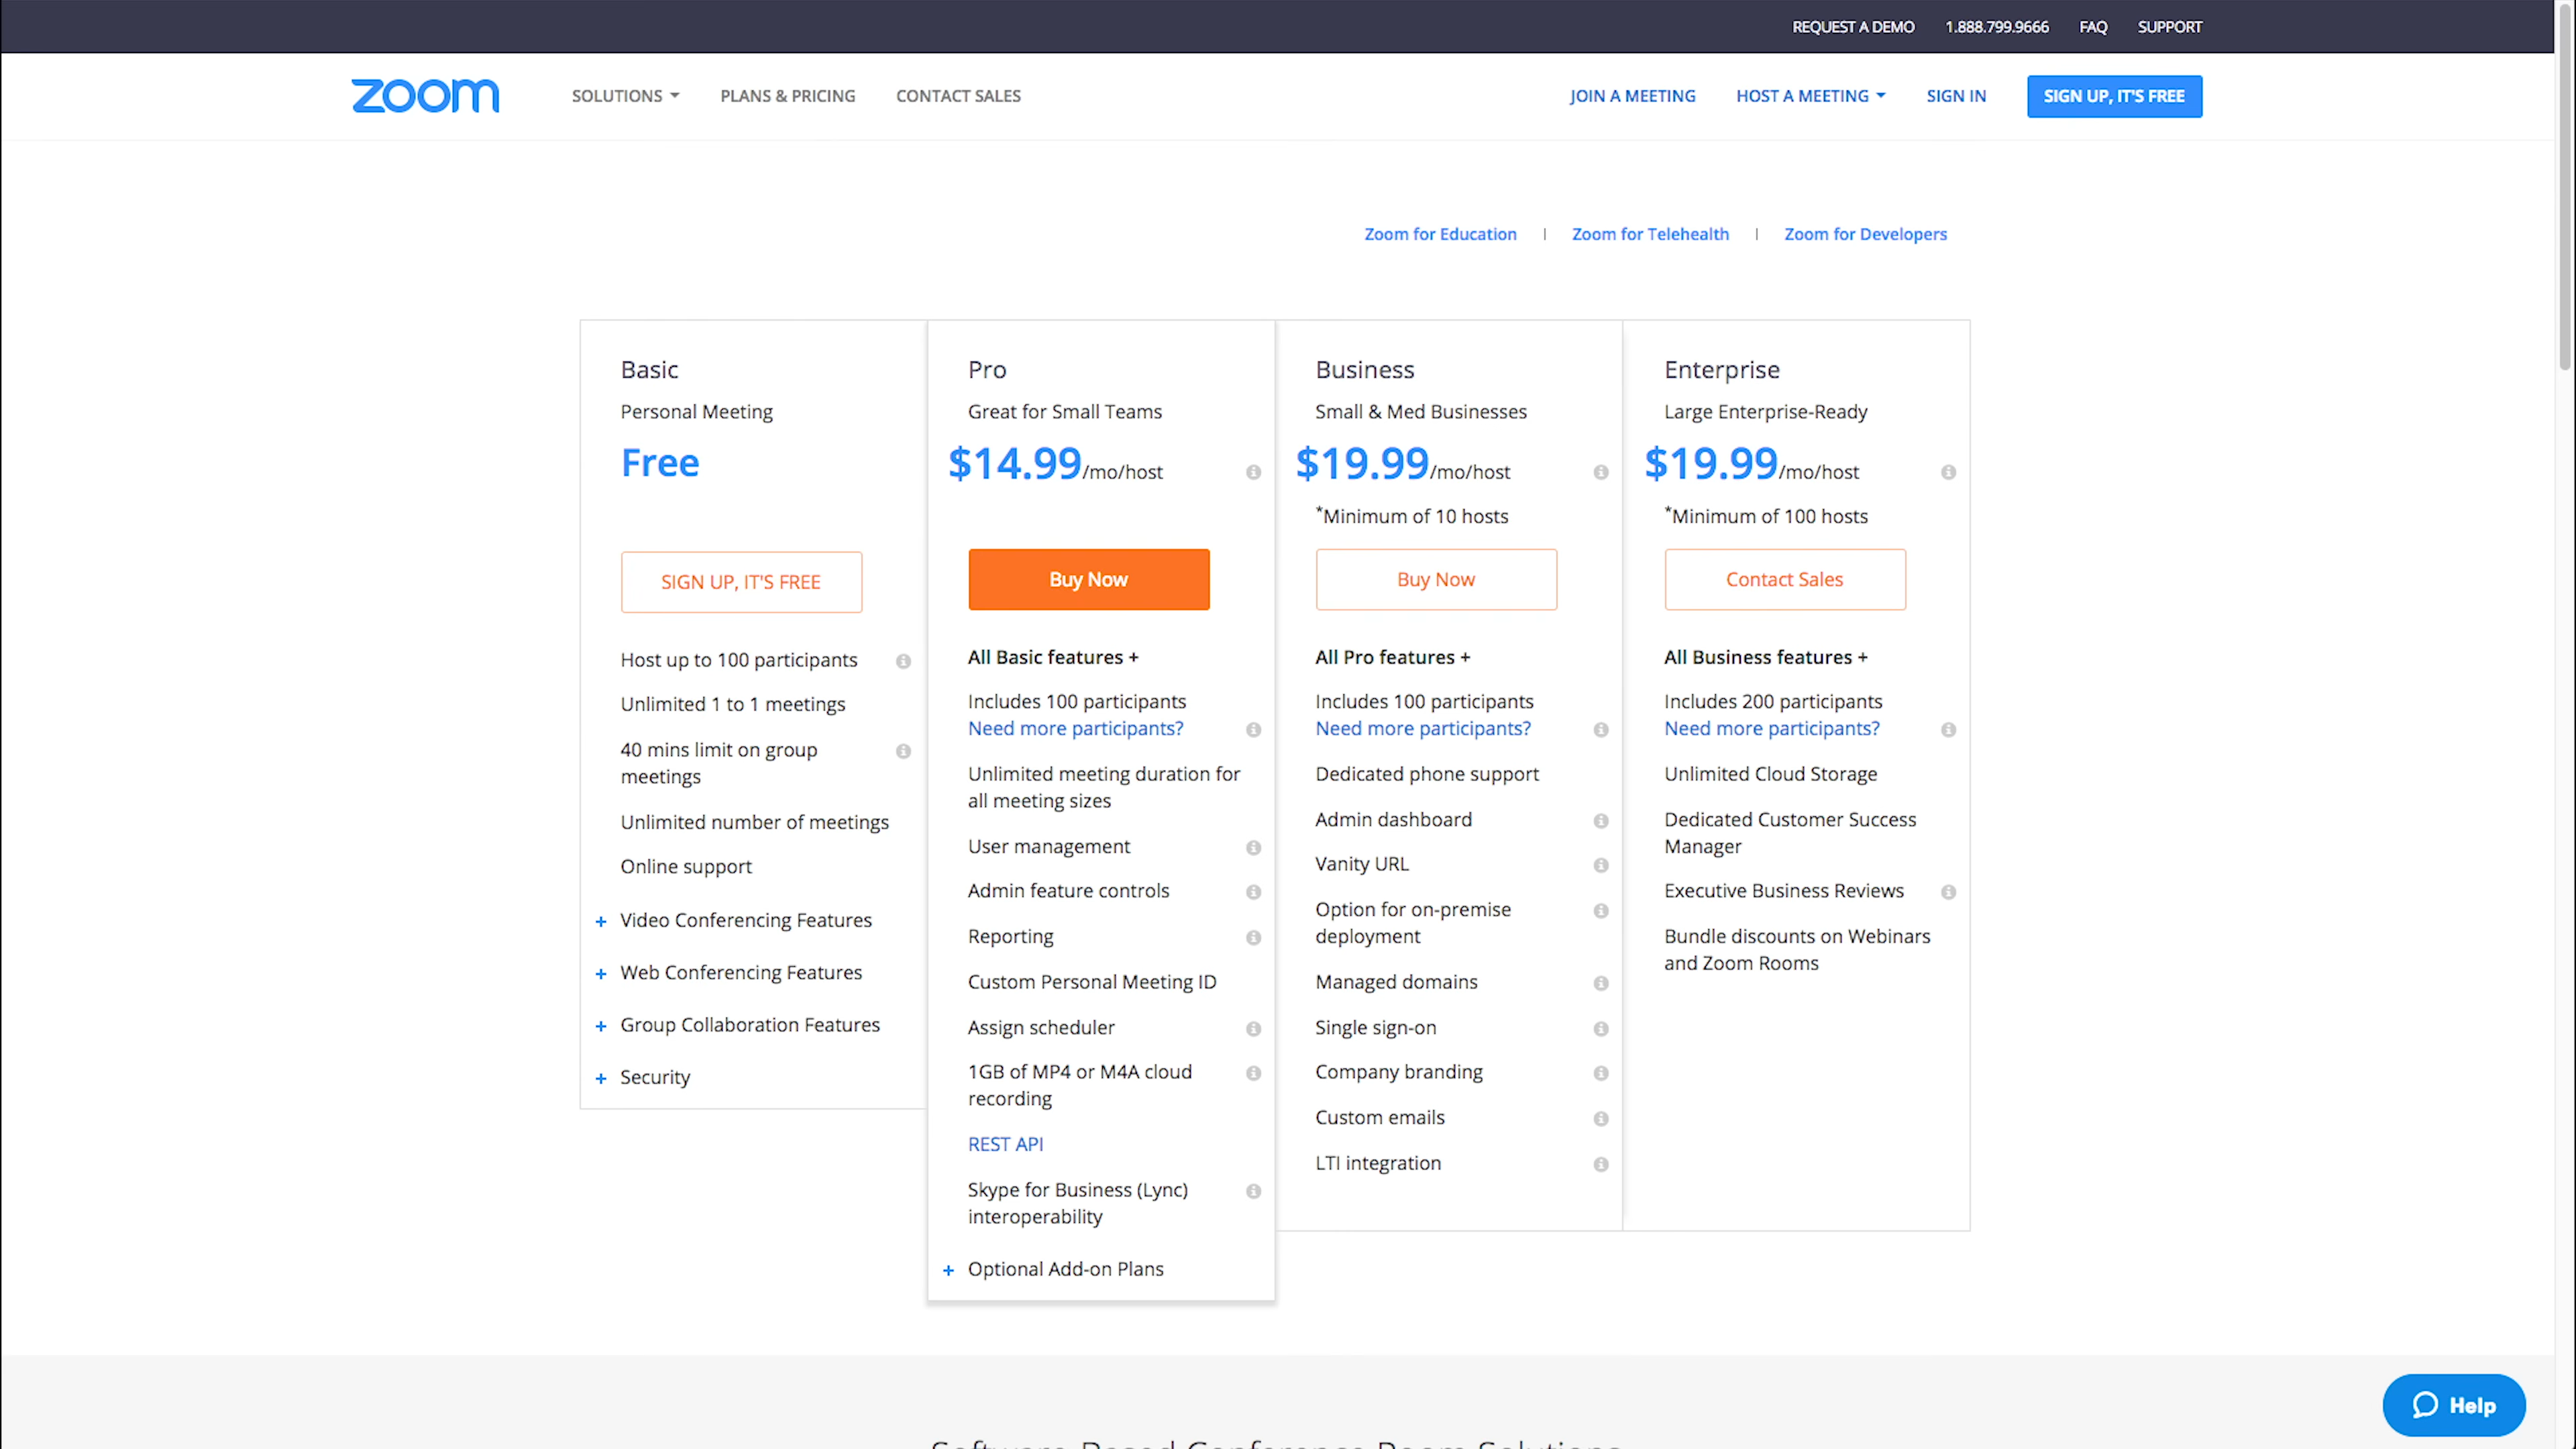 REQUEST A DEMO 1.888.799.9666 FAQ SUPPORT
zoom SOLUTIONS PLANS & PRICING CONTACT SALES JOIN A MEETING HOST A MEETING SIGN IN SIGN UP, IT'S FREE
Zoom for Education | Zoom for Telehealth | Zoom for Developers
Basic
Personal Meeting
Free
SIGN UP, IT'S FREE
Host up to 100 participants
Unlimited 1 to 1 meetings
40 mins limit on group
meetings
Unlimited number of meetings
Online support
+ Video Conferencing Features
+ Web Conferencing Features
+ Group Collaboration Features
+ Security
Pro
Great for Small Teams
$14.99/mo/host
Buy Now
All Basic features +
Includes 100 participants
Need more participants?
Unlimited meeting duration for
all meeting sizes
User management
Admin feature controls
Reporting
Custom Personal Meeting ID
Assign scheduler
1GB of MP4 or M4A cloud
recording
REST API
Skype for Business (Lync)
interoperability
+ Optional Add-on Plans
Business
Small & Med Businesses
$19.99/mo/host
*Minimum of 10 hosts
Buy Now
All Pro features +
Includes 100 participants
Need more participants?
Dedicated phone support
Admin dashboard
Vanity URL
Option for on-premise
deployment
Managed domains
Single sign-on
Company branding
Custom emails
LTI integration
Enterprise
Large Enterprise-Ready
$19.99/mo/host
*Minimum of 100 hosts
Contact Sales
All Business features +
Includes 200 participants
Need more participants?
Unlimited Cloud Storage
Dedicated Customer Success
Manager
Executive Business Reviews
Bundle discounts on Webinars
and Zoom Rooms
Help
Software-Based Conference Room Solutions